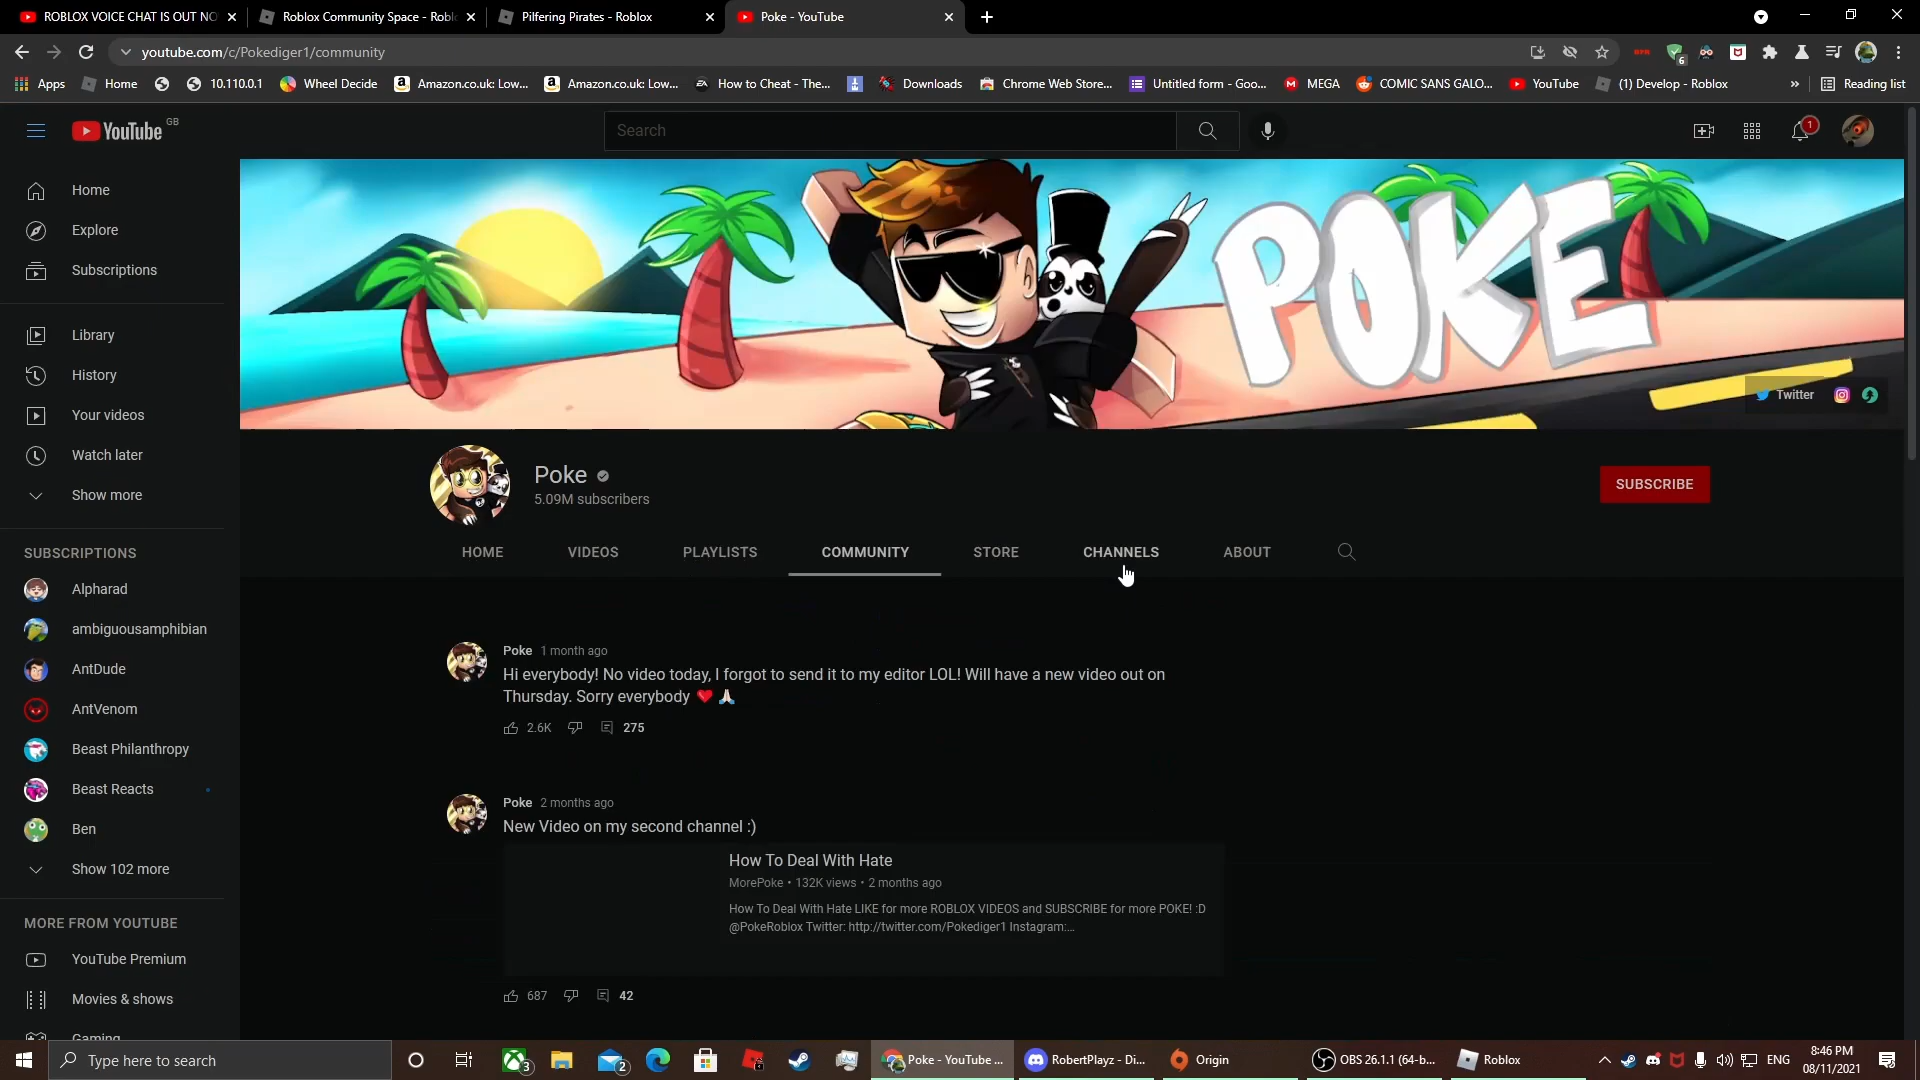 ROBLOX VOICE CHAT IS OUT NO
Roblox Community Space - Robl
Pilfering Pirates - Roblox
Poke - YouTube
youtube.com/c/Pokediger1/community
6
Apps
Home
10.110.0.1
Wheel Decide
Amazon.co.uk: Low...
Amazon.co.uk: Low...
How to Cheat - The...
Downloads
Chrome Web Store...
Untitled form - Goo...
MEGA
COMIC SANS GALO...
YouTube
(1) Develop - Roblox
»
Reading list
YouTube GB
Search
1
Home
Explore
Subscriptions
Library
History
Your videos
Watch later
Show more
SUBSCRIPTIONS
Alpharad
ambiguousamphibian
AntDude
AntVenom
Beast Philanthropy
Beast Reacts
Ben
Show 102 more
MORE FROM YOUTUBE
YouTube Premium
Movies & shows
Gaming
POKE
Twitter
Poke
5.09M subscribers
SUBSCRIBE
HOME
VIDEOS
PLAYLISTS
COMMUNITY
STORE
CHANNELS
ABOUT
Poke 1 month ago
Hi everybody! No video today, I forgot to send it to my editor LOL! Will have a new video out on
Thursday. Sorry everybody ❤️ 🙏🏻
2.6K
275
Poke 2 months ago
New Video on my second channel :)
How To Deal With Hate
MorePoke • 132K views • 2 months ago
How To Deal With Hate LIKE for more ROBLOX VIDEOS and SUBSCRIBE for more POKE! :D
@PokeRoblox Twitter: http://twitter.com/Pokediger1 Instagram:...
687
42
Type here to search
3
2
Poke - YouTube ...
RobertPlayz - Di...
Origin
OBS 26.1.1 (64-b...
Roblox
ENG
8:46 PM
08/11/2021